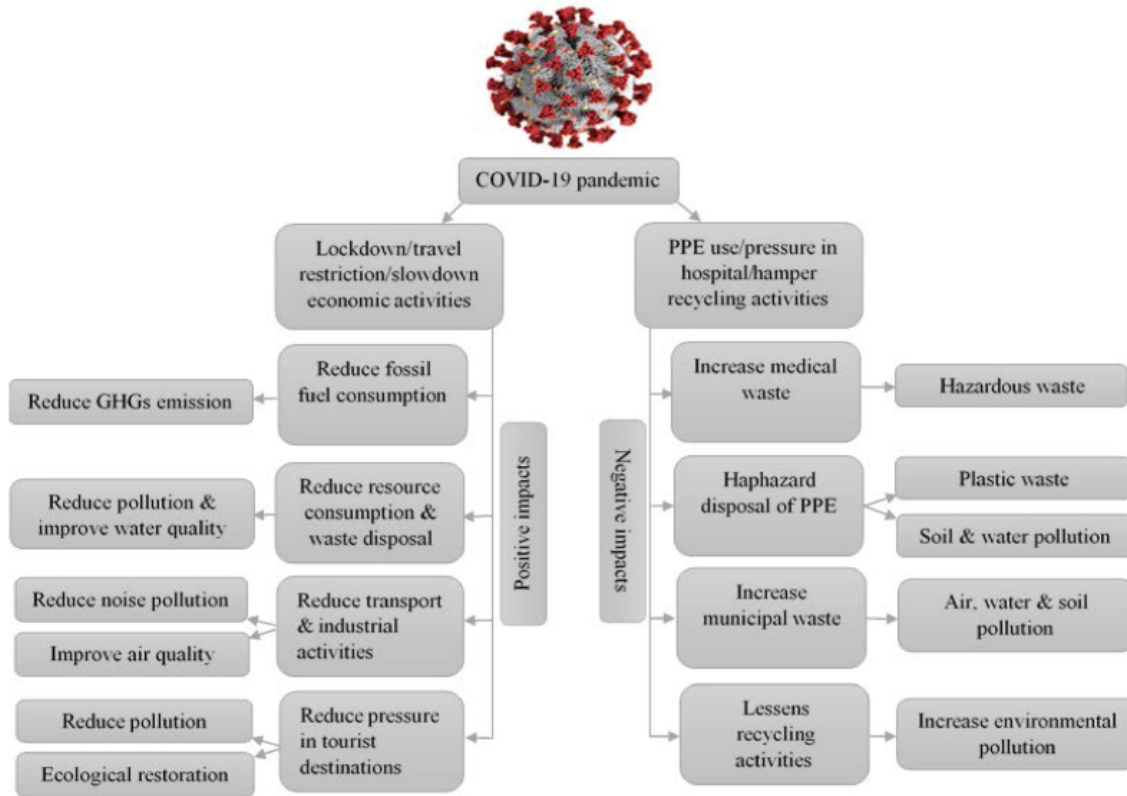 COVID-19 pandemic
Lockdown/travel
restriction/slowdown
economic activities
PPE use/pressure in
hospital/hamper
recycling activities
Reduce fossil
fuel consumption
Reduce GHGs emission
Reduce resource
consumption &
waste disposal
Reduce pollution &
improve water quality
Reduce transport
& industrial
activities
Reduce noise pollution
Improve air quality
Reduce pressure
in tourist
destinations
Reduce pollution
Ecological restoration
Positive impacts
Negative impacts
Increase medical
waste
Hazardous waste
Haphazard
disposal of PPE
Plastic waste
Soil & water pollution
Increase
municipal waste
Air, water & soil
pollution
Lessens
recycling
activities
Increase environmental
pollution